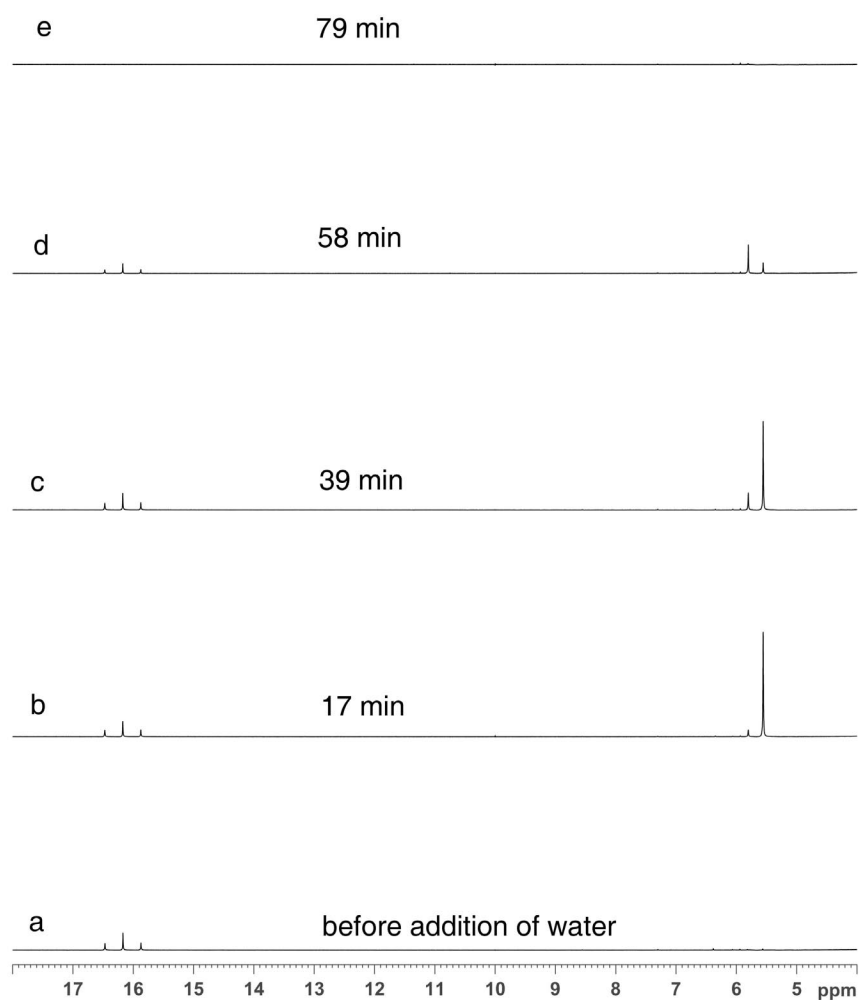 e 79 min
d 58 min
c 39 min
b 17 min
a before addition of water
17 16 15 14 13 12 11 10 9 8 7 6 5 ppm